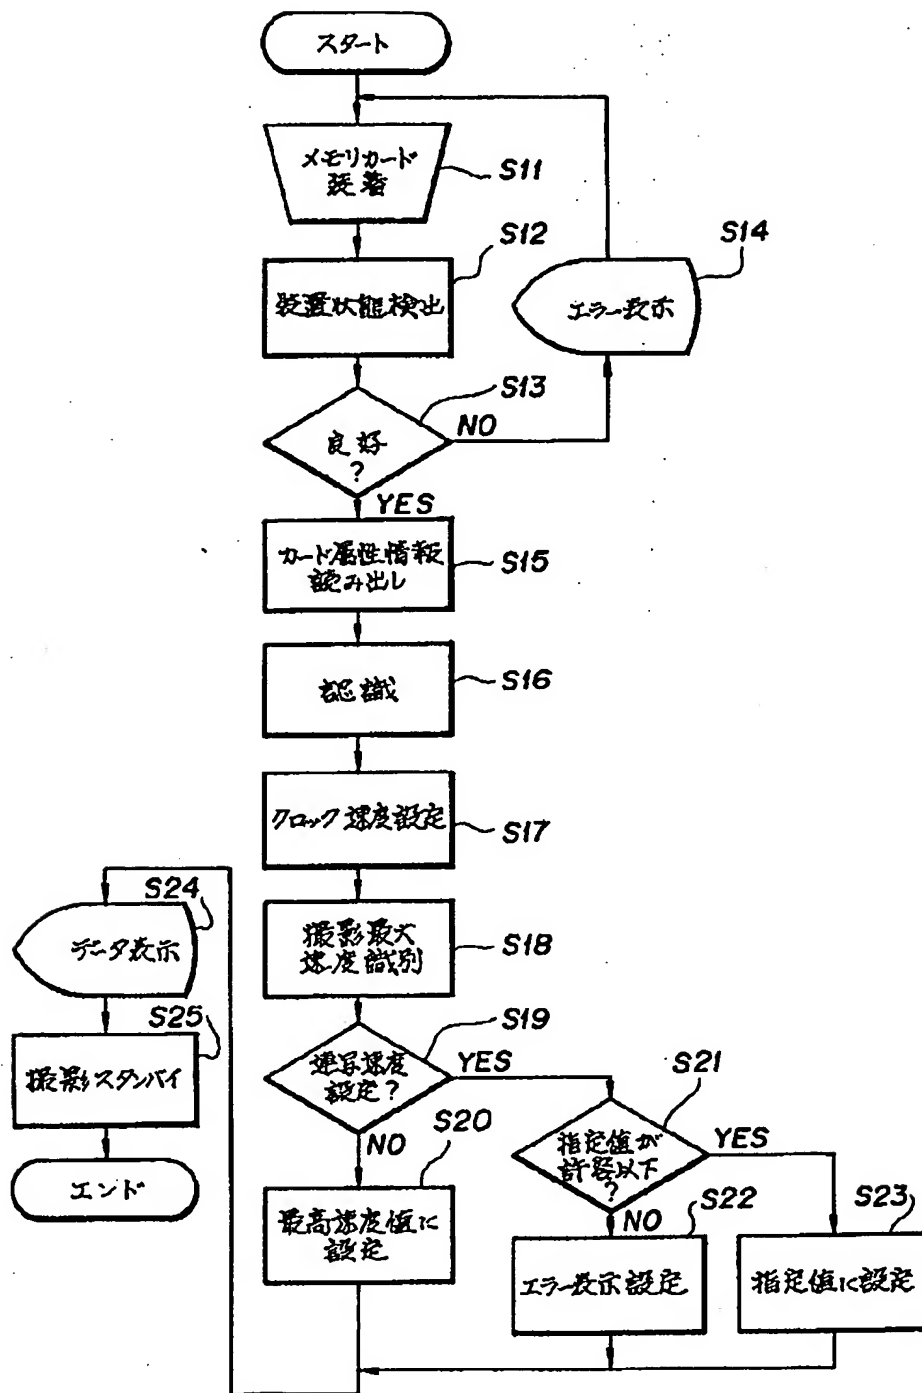 スタート
メモリカード
装着
S11
S12
装置状態検出
S14
エラー表示
S13
良好
?
NO
YES
カード属性情報
読み出し
S15
認識
S16
クロック速度設定
S17
撮影最大
速度識別
S18
S24
データ表示
S25
撮影スタンバイ
エンド
S19
連写速度
設定?
YES
NO
S20
最高速度値に
設定
S21
指定値が
許容以下
?
YES
NO
S22
エラー表示設定
S23
指定値に設定